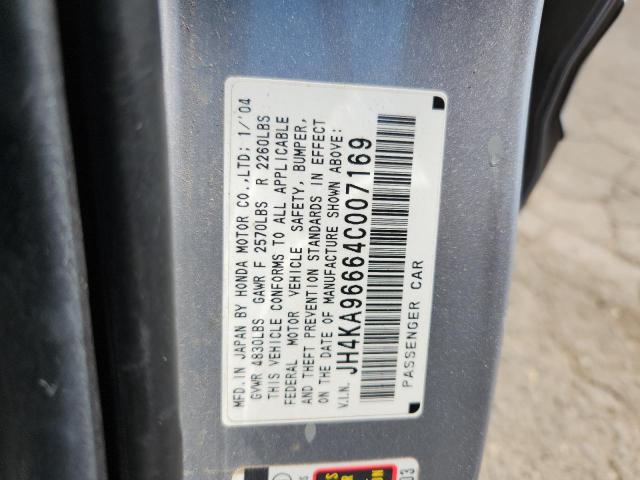 MFD. IN JAPAN BY HONDA MOTOR CO.,LTD: 1/'04
GVWR 4830LBS GAWR F 2570LBS R 2260LBS
THIS VEHICLE CONFORMS TO ALL APPLICABLE
FEDERAL MOTOR VEHICLE SAFETY, BUMPER,
AND THEFT PREVENTION STANDARDS IN EFFECT
ON THE DATE OF MANUFACTURE SHOWN ABOVE:
V.I.N. JH4KA96664C007169
PASSENGER CAR